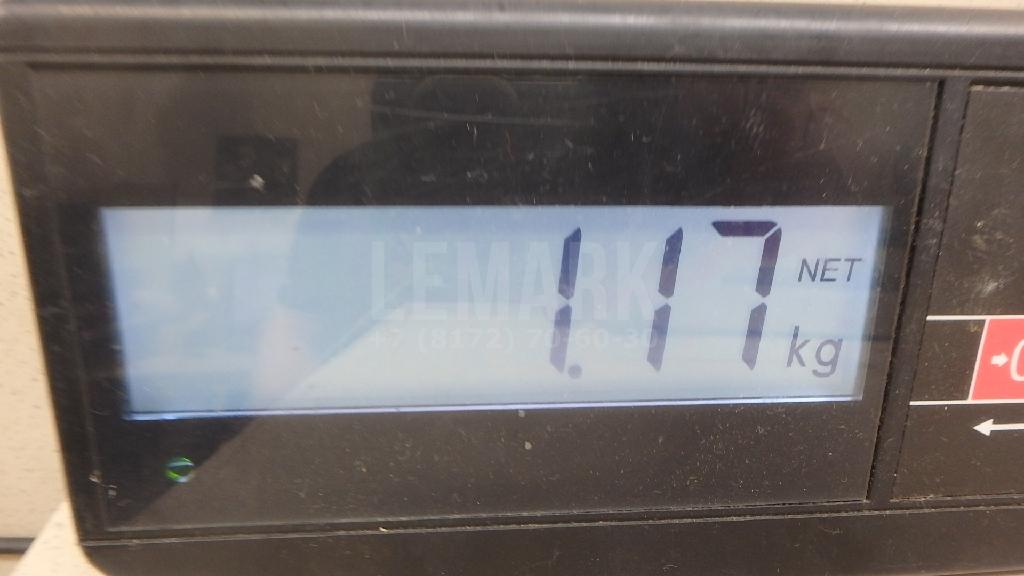 1.17
NET
kg
LEMARK
+7 (8172) 70-60-30